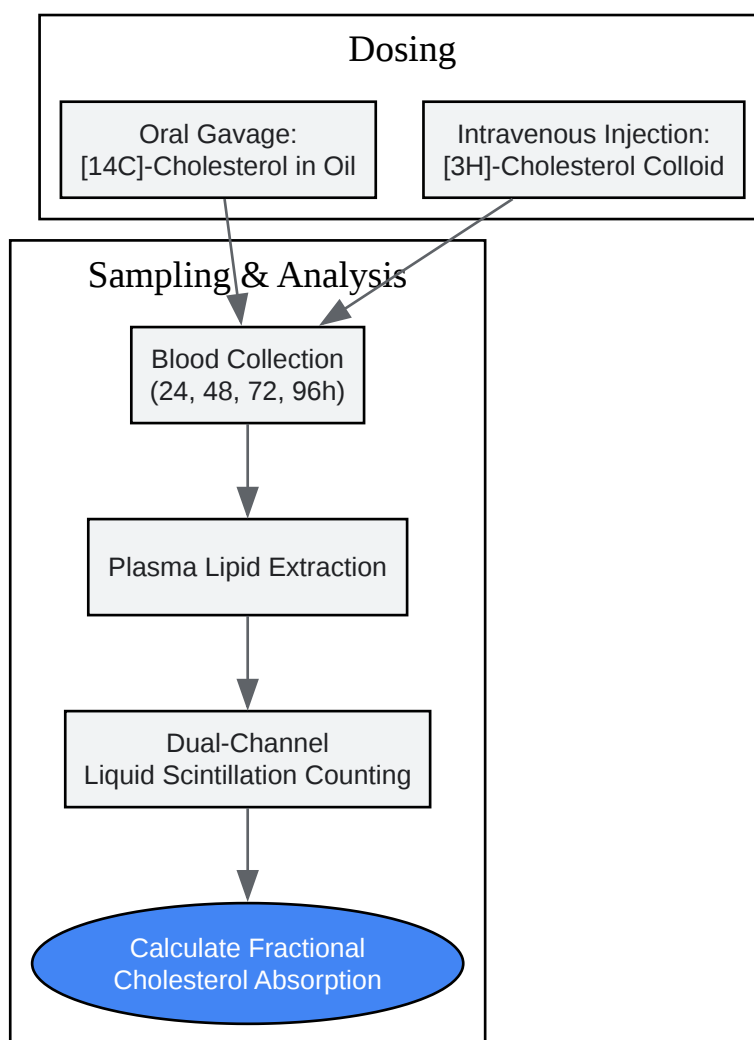 Dosing
Oral Gavage:
[14C]-Cholesterol in Oil
Intravenous Injection:
[3H]-Cholesterol Colloid
Sampling & Analysis
Blood Collection
(24, 48, 72, 96h)
Plasma Lipid Extraction
Dual-Channel
Liquid Scintillation Counting
Calculate Fractional
Cholesterol Absorption